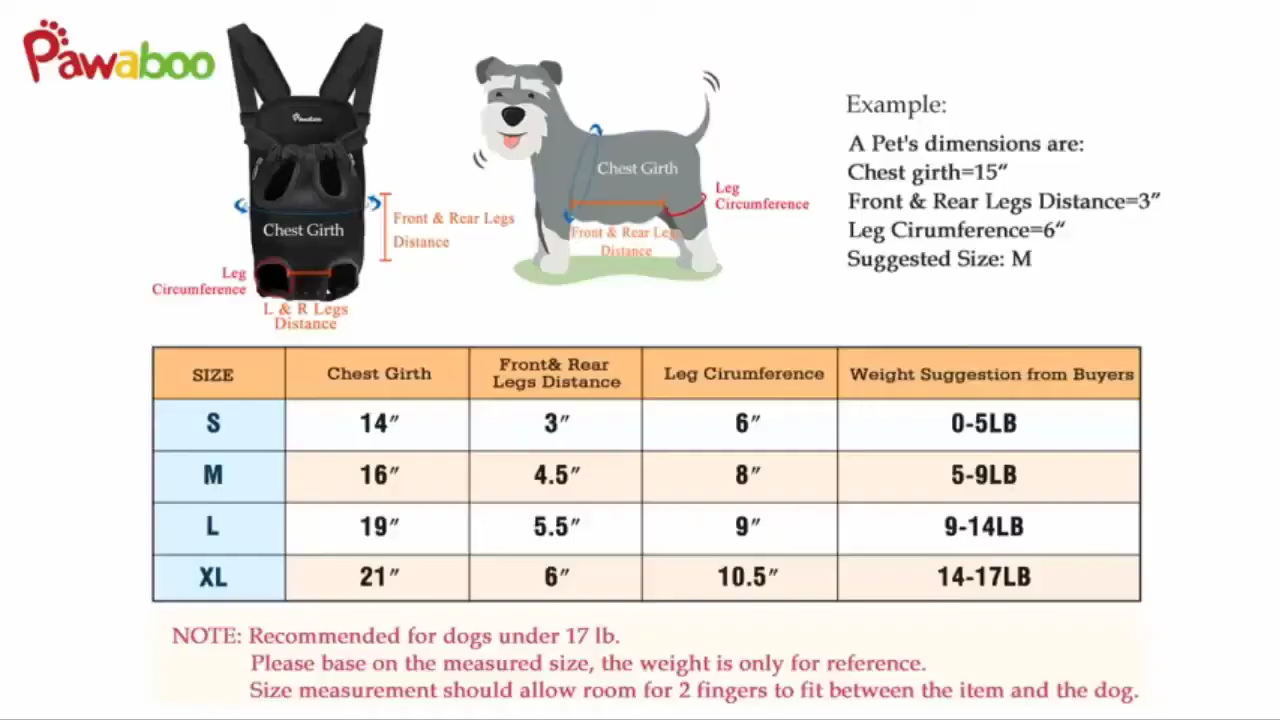 Pawaboo
Pawaboo
Chest Girth
Front & Rear Legs
Distance
Leg
Circumference
L & R Legs
Distance
Chest Girth
Leg
Circumference
Front & Rear Legs
Distance
Example:
A Pet's dimensions are:
Chest girth=15"
Front & Rear Legs Distance=3"
Leg Cirumference=6"
Suggested Size: M
SIZE Chest Girth Front& Rear Legs Distance Leg Cirumference Weight Suggestion from Buyers
S 14" 3" 6" 0-5LB
M 16" 4.5" 8" 5-9LB
L 19" 5.5" 9" 9-14LB
XL 21" 6" 10.5" 14-17LB
NOTE: Recommended for dogs under 17 lb.
Please base on the measured size, the weight is only for reference.
Size measurement should allow room for 2 fingers to fit between the item and the dog.